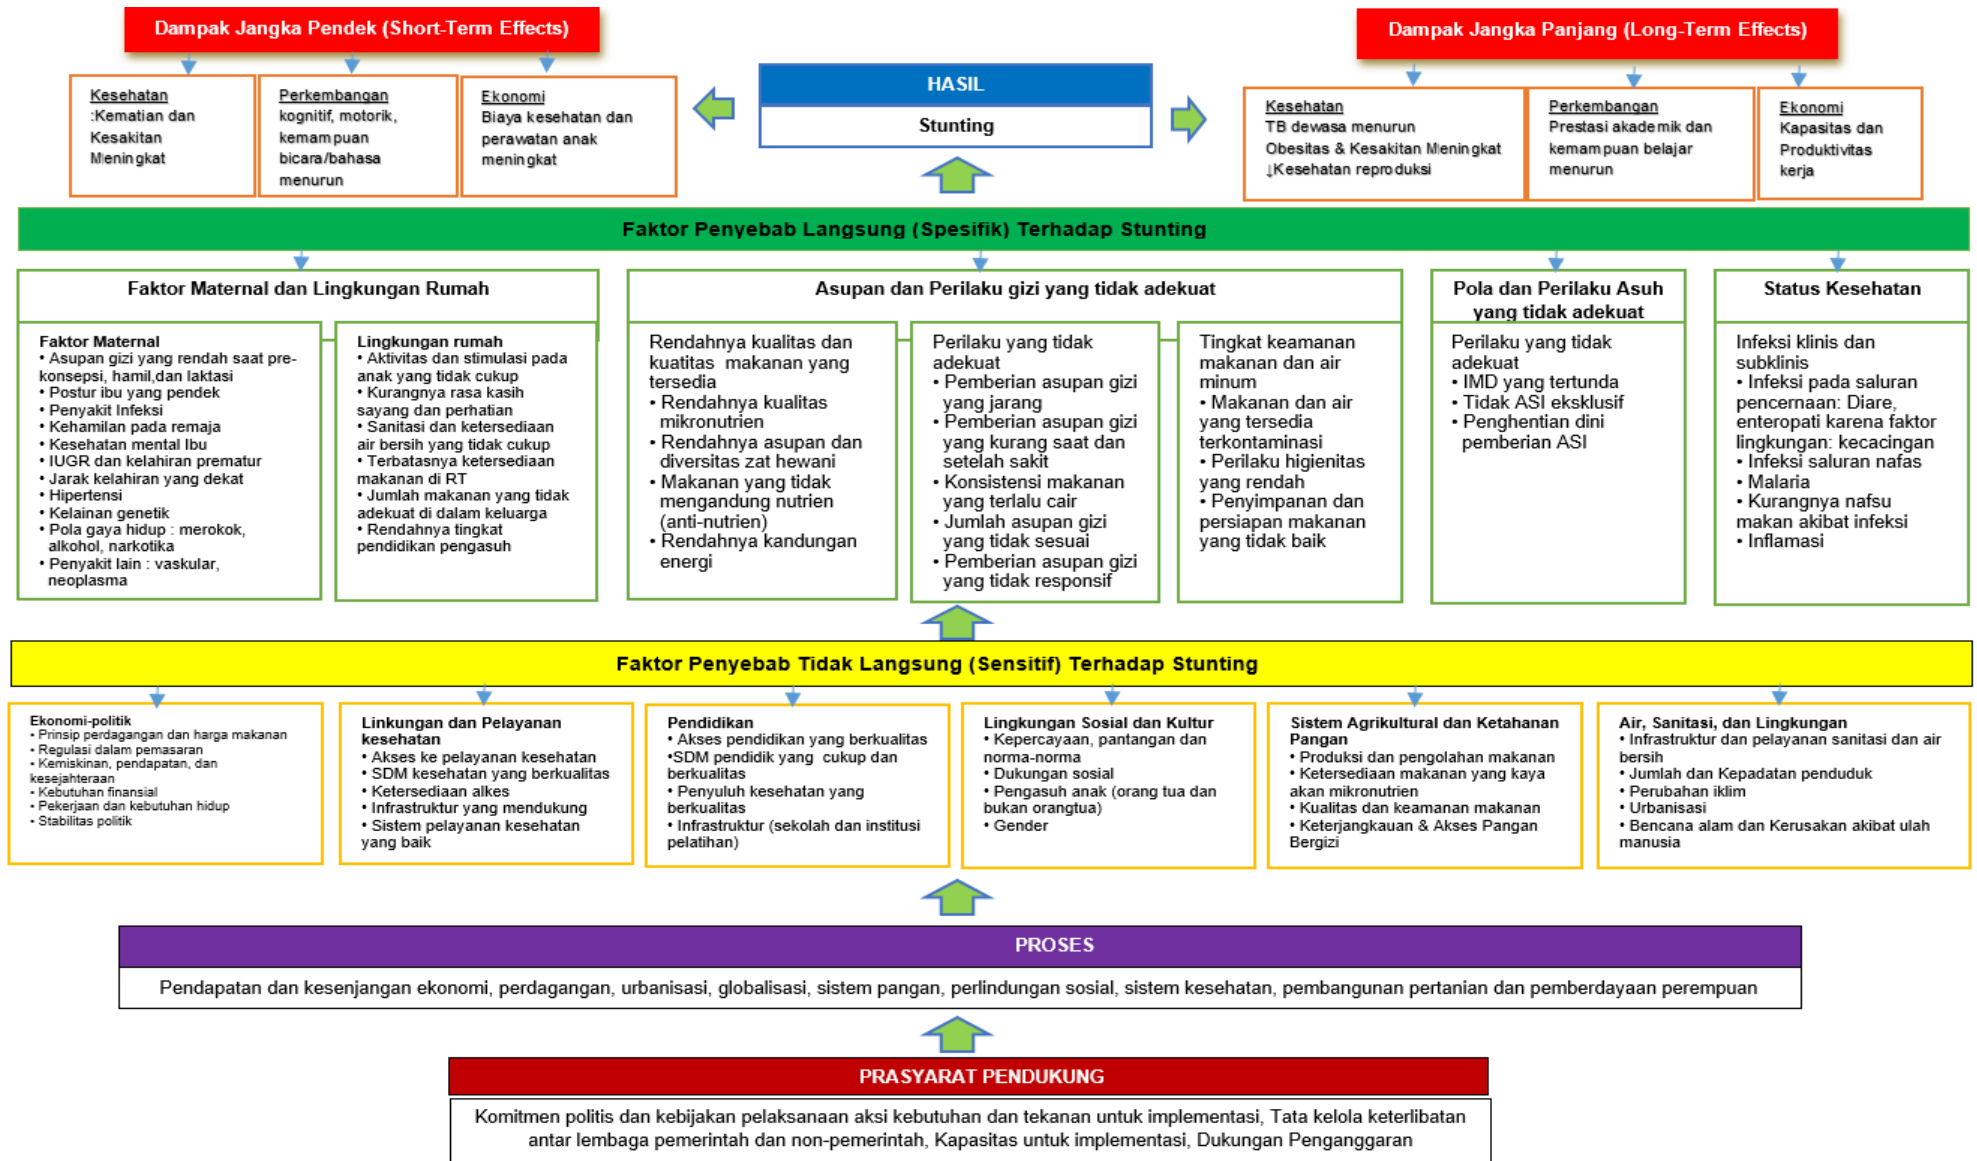 Dampak Jangka Pendek (Short-Term Effects)
Kesehatan
:Kematian dan
Kesakitan
Meningkat
Perkembangan
kognitif, motorik,
kemampuan
bicara/bahasa
menurun
Ekonomi
Biaya kesehatan dan
perawatan anak
meningkat
HASIL
Stunting
Dampak Jangka Panjang (Long-Term Effects)
Kesehatan
TB dewasa menurun
Obesitas & Kesakitan Meningkat
↓Kesehatan reproduksi
Perkembangan
Prestasi akademik dan
kemampuan belajar
menurun
Ekonomi
Kapasitas dan
Produktivitas
kerja
Faktor Penyebab Langsung (Spesifik) Terhadap Stunting
Faktor Maternal dan Lingkungan Rumah
Faktor Maternal
• Asupan gizi yang rendah saat pre-
konsepsi, hamil,dan laktasi
• Postur ibu yang pendek
• Penyakit Infeksi
• Kehamilan pada remaja
• Kesehatan mental Ibu
• IUGR dan kelahiran prematur
• Jarak kelahiran yang dekat
• Hipertensi
• Kelainan genetik
• Pola gaya hidup : merokok,
alkohol, narkotika
• Penyakit lain : vaskular,
neoplasma
Lingkungan rumah
• Aktivitas dan stimulasi pada
anak yang tidak cukup
• Kurangnya rasa kasih
sayang dan perhatian
• Sanitasi dan ketersediaan
air bersih yang tidak cukup
• Terbatasnya ketersediaan
makanan di RT
• Jumlah makanan yang tidak
adekuat di dalam keluarga
• Rendahnya tingkat
pendidikan pengasuh
Asupan dan Perilaku gizi yang tidak adekuat
Rendahnya kualitas dan
kuatitas makanan yang
tersedia
• Rendahnya kualitas
mikronutrien
• Rendahnya asupan dan
diversitas zat hewani
• Makanan yang tidak
mengandung nutrien
(anti-nutrien)
• Rendahnya kandungan
energi
Perilaku yang tidak
adekuat
• Pemberian asupan gizi
yang jarang
• Pemberian asupan gizi
yang kurang saat dan
setelah sakit
• Konsistensi makanan
yang terlalu cair
• Jumlah asupan gizi
yang tidak sesuai
• Pemberian asupan gizi
yang tidak responsif
Tingkat keamanan
makanan dan air
minum
• Makanan dan air
yang tersedia
terkontaminasi
• Perilaku higienitas
yang rendah
• Penyimpanan dan
persiapan makanan
yang tidak baik
Pola dan Perilaku Asuh
yang tidak adekuat
Perilaku yang tidak
adekuat
• IMD yang tertunda
• Tidak ASI eksklusif
• Penghentian dini
pemberian ASI
Status Kesehatan
Infeksi klinis dan
subklinis
• Infeksi pada saluran
pencernaan: Diare,
enteropati karena faktor
lingkungan: kecacingan
• Infeksi saluran nafas
• Malaria
• Kurangnya nafsu
makan akibat infeksi
• Inflamasi
Faktor Penyebab Tidak Langsung (Sensitif) Terhadap Stunting
Ekonomi-politik
• Prinsip perdagangan dan harga makanan
• Regulasi dalam pemasaran
• Kemiskinan, pendapatan, dan
kesejahteraan
• Kebutuhan finansial
• Pekerjaan dan kebutuhan hidup
• Stabilitas politik
Linkungan dan Pelayanan
kesehatan
• Akses ke pelayanan kesehatan
• SDM kesehatan yang berkualitas
• Ketersediaan alkes
• Infrastruktur yang mendukung
• Sistem pelayanan kesehatan
yang baik
Pendidikan
• Akses pendidikan yang berkualitas
•SDM pendidik yang cukup dan
berkualitas
• Penyuluh kesehatan yang
berkualitas
• Infrastruktur (sekolah dan institusi
pelatihan)
Lingkungan Sosial dan Kultur
• Kepercayaan, pantangan dan
norma-norma
• Dukungan sosial
• Pengasuh anak (orang tua dan
bukan orangtua)
• Gender
Sistem Agrikultural dan Ketahanan
Pangan
• Produksi dan pengolahan makanan
• Ketersediaan makanan yang kaya
akan mikronutrien
• Kualitas dan keamanan makanan
• Keterjangkauan & Akses Pangan
Bergizi
Air, Sanitasi, dan Lingkungan
• Infrastruktur dan pelayanan sanitasi dan air
bersih
• Jumlah dan Kepadatan penduduk
• Perubahan iklim
• Urbanisasi
• Bencana alam dan Kerusakan akibat ulah
manusia
PROSES
Pendapatan dan kesenjangan ekonomi, perdagangan, urbanisasi, globalisasi, sistem pangan, perlindungan sosial, sistem kesehatan, pembangunan pertanian dan pemberdayaan perempuan
PRASYARAT PENDUKUNG
Komitmen politis dan kebijakan pelaksanaan aksi kebutuhan dan tekanan untuk implementasi, Tata kelola keterlibatan
antar lembaga pemerintah dan non-pemerintah, Kapasitas untuk implementasi, Dukungan Penganggaran